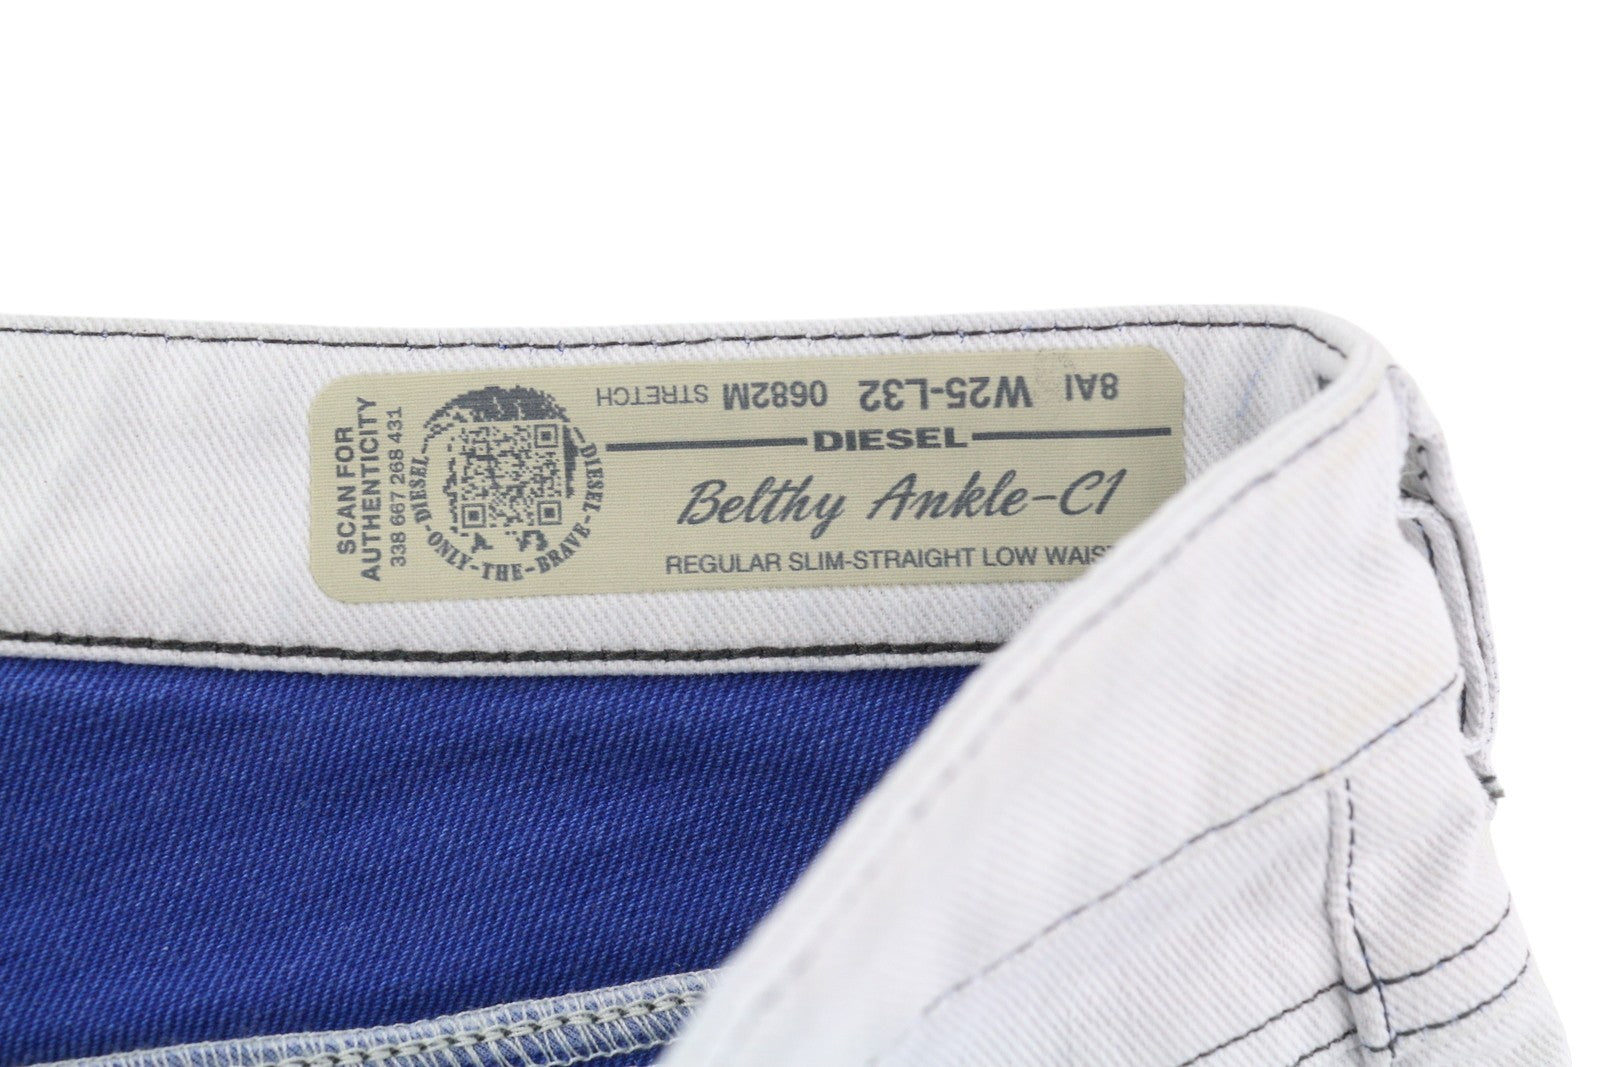 SCAN FOR
AUTHENTICITY
338 667 268 431
DIESEL-ONLY-THE-BRAVE-DIESEL
8AI W25-L32 0682M STRETCH
DIESEL
Belthy Ankle-C1
REGULAR SLIM-STRAIGHT LOW WAIST